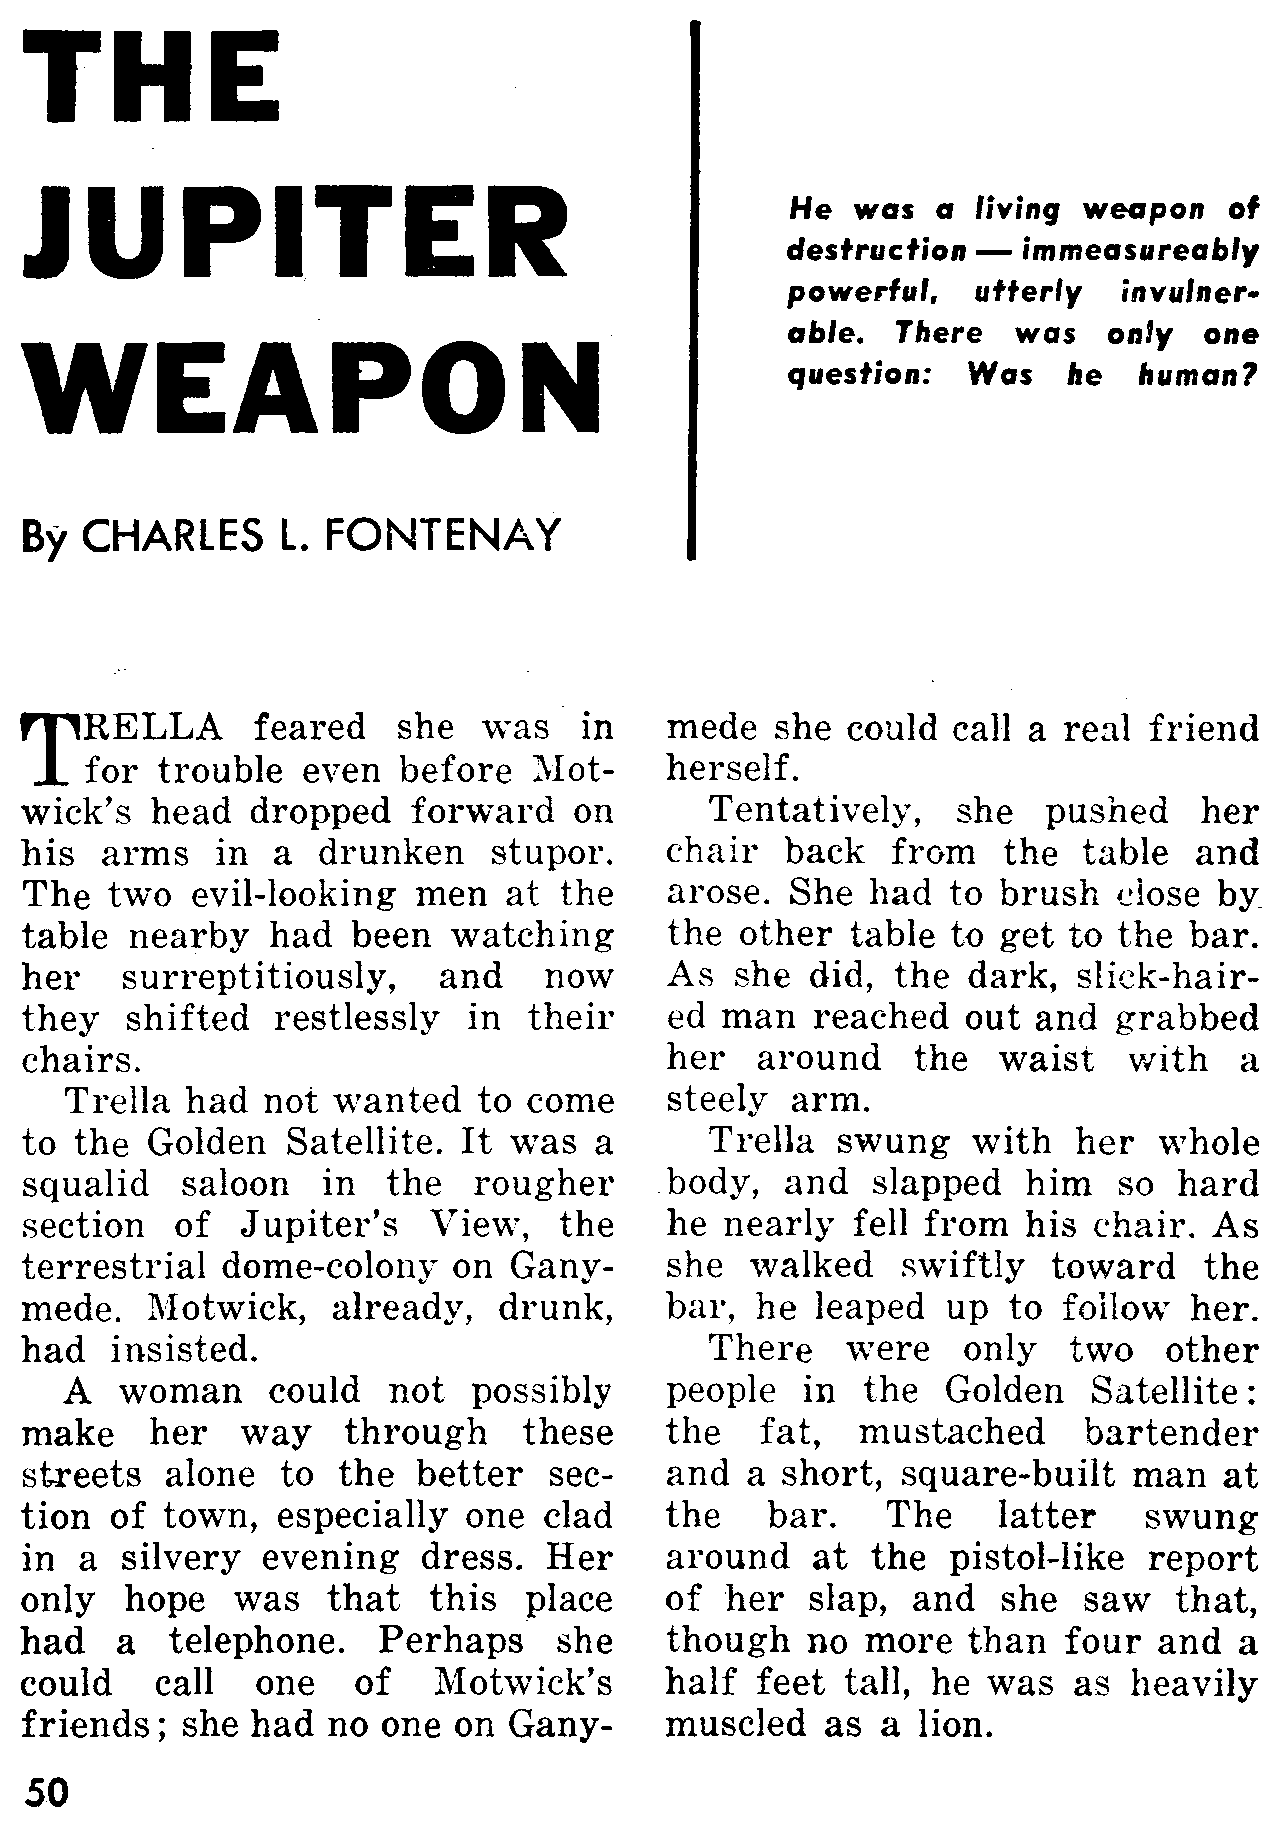 THE
JUPITER
WEAPON
By CHARLES L. FONTENAY
He was a living weapon of
destruction — immeasureably
powerful, utterly invulner-
able. There was only one
question: Was he human?
TRELLA feared she was in
for trouble even before Mot-
wick's head dropped forward on
his arms in a drunken stupor.
The two evil-looking men at the
table nearby had been watching
her surreptitiously, and now
they shifted restlessly in their
chairs.
Trella had not wanted to come
to the Golden Satellite. It was a
squalid saloon in the rougher
section of Jupiter's View, the
terrestrial dome-colony on Gany-
mede. Motwick, already, drunk,
had insisted.
A woman could not possibly
make her way through these
streets alone to the better sec-
tion of town, especially one clad
in a silvery evening dress. Her
only hope was that this place
had a telephone. Perhaps she
could call one of Motwick's
friends; she had no one on Gany-
mede she could call a real friend
herself.
Tentatively, she pushed her
chair back from the table and
arose. She had to brush close by
the other table to get to the bar.
As she did, the dark, slick-hair-
ed man reached out and grabbed
her around the waist with a
steely arm.
Trella swung with her whole
body, and slapped him so hard
he nearly fell from his chair. As
she walked swiftly toward the
bar, he leaped up to follow her.
There were only two other
people in the Golden Satellite:
the fat, mustached bartender
and a short, square-built man at
the bar. The latter swung
around at the pistol-like report
of her slap, and she saw that,
though no more than four and a
half feet tall, he was as heavily
muscled as a lion.
50